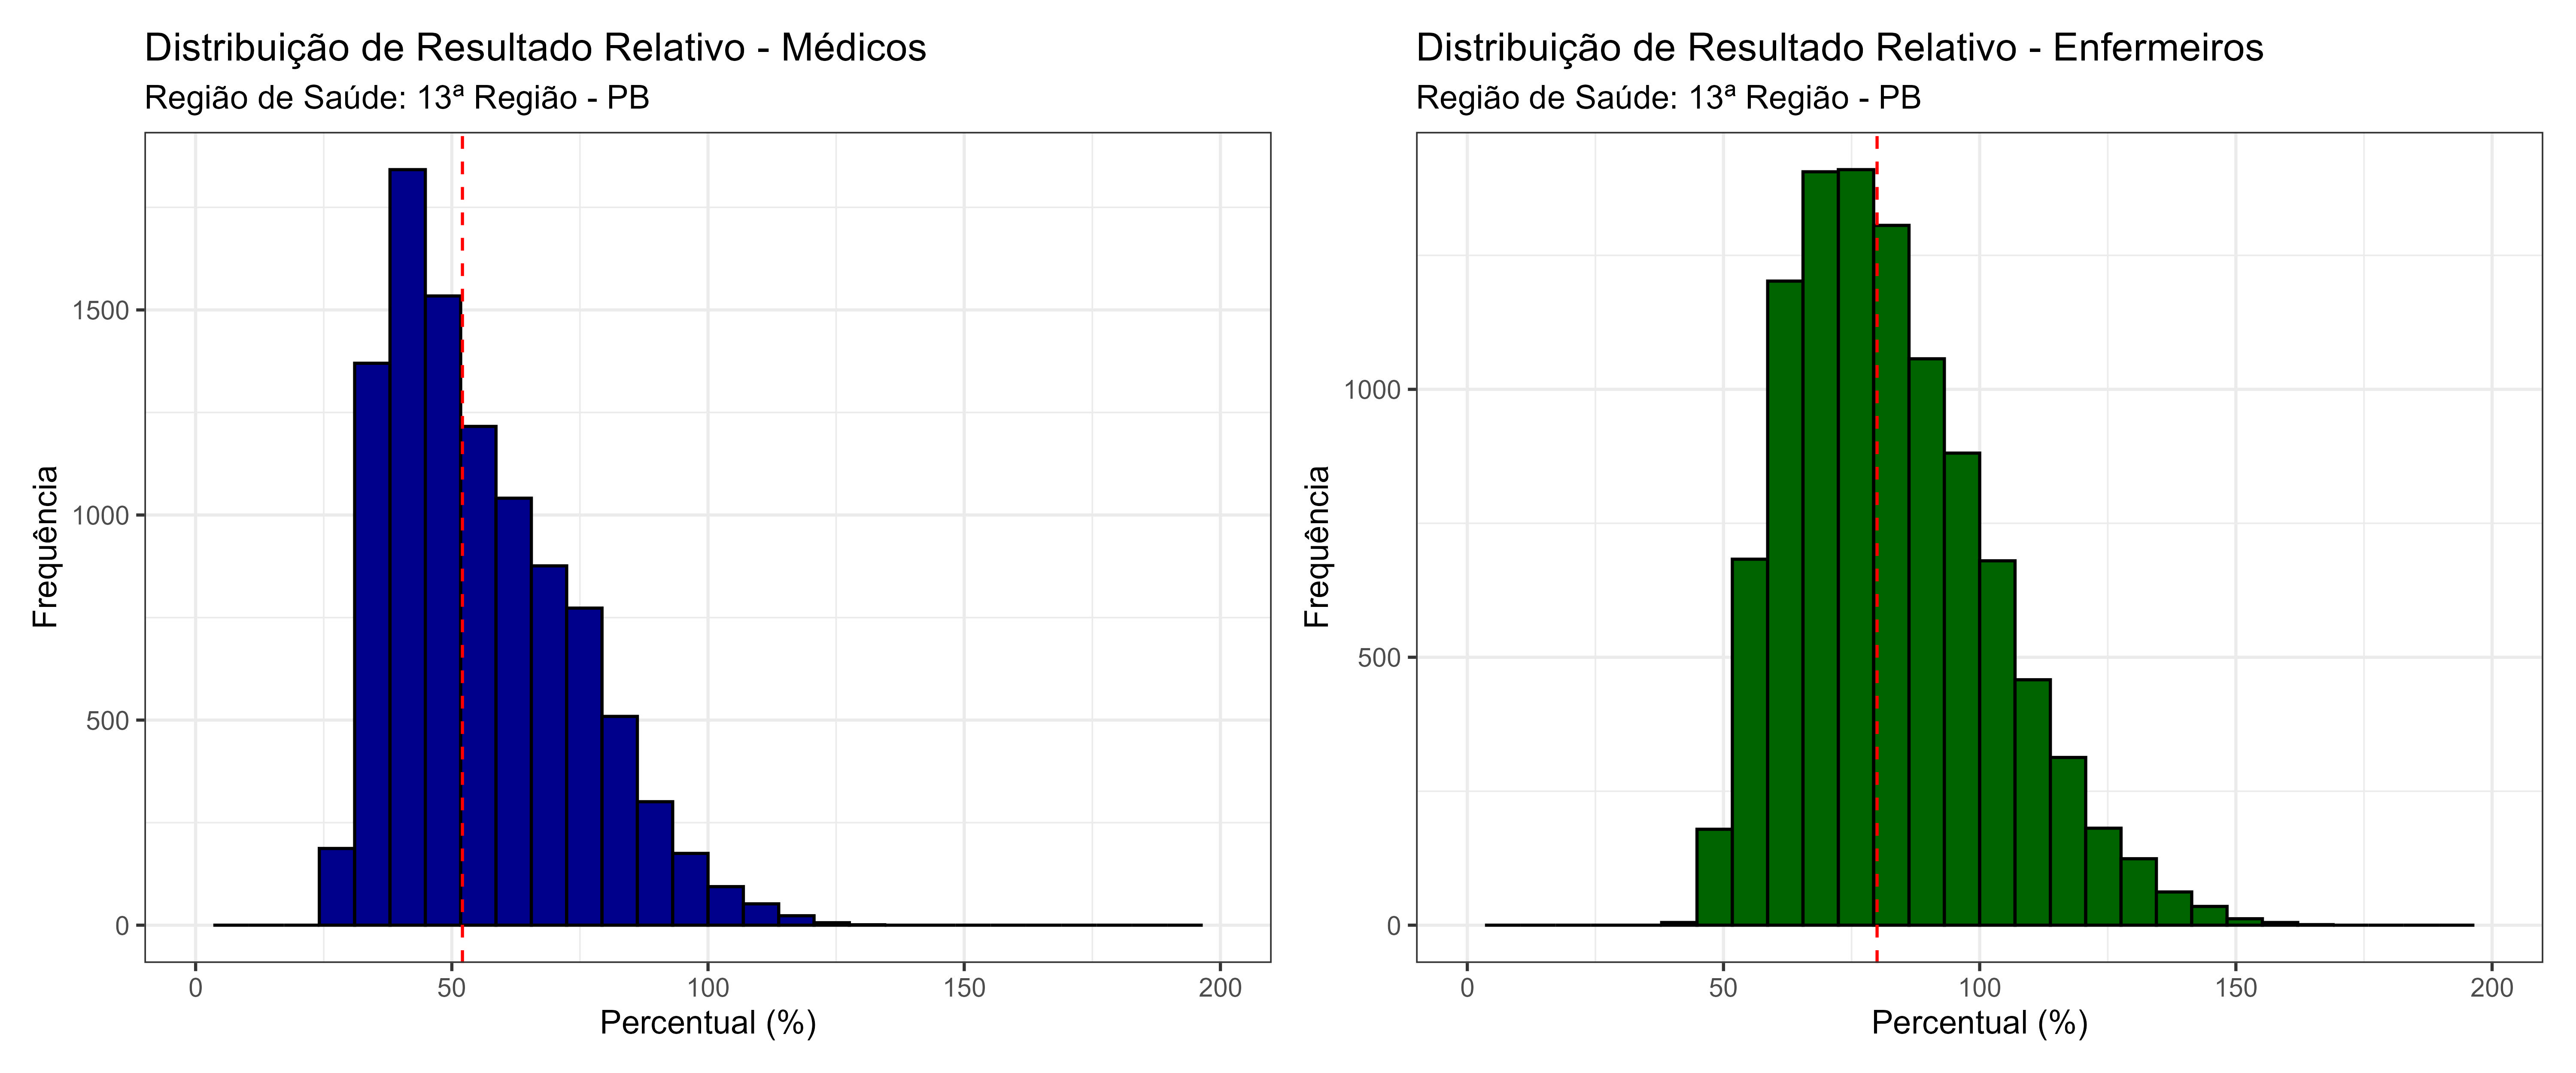 Distribuição de Resultado Relativo - Médicos
Região de Saúde: 13ª Região - PB
Frequência
1500
1000
500
0
0 50 100 150 200
Percentual (%)
Distribuição de Resultado Relativo - Enfermeiros
Região de Saúde: 13ª Região - PB
Frequência
1000
500
0
0 50 100 150 200
Percentual (%)